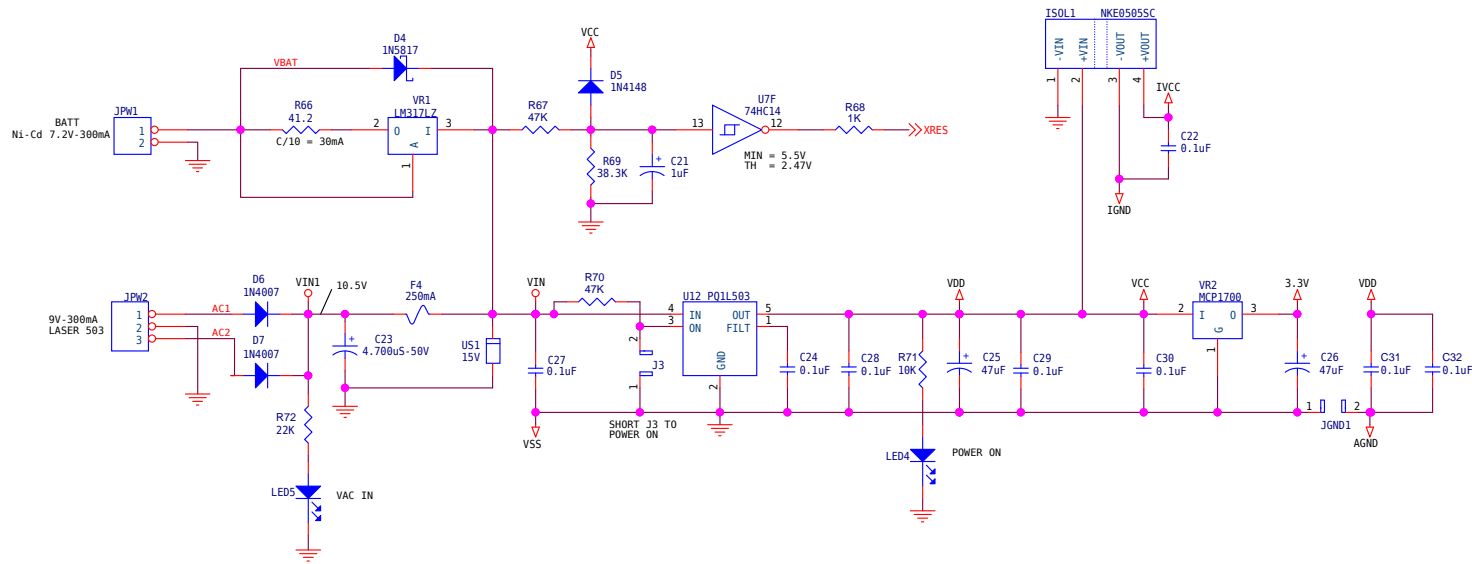 ISOL1
NKE0505SC
-VIN
+VIN
-VOUT
+VOUT
1
2
3
4
IVCC
C22
0.1uF
IGND
D4
1N5817
VBAT
VCC
D5
1N4148
JPW1
BATT
Ni-Cd 7.2V-300mA
1
2
R66
41.2
C/10 = 30mA
VR1
LM317LZ
2
O
I
3
A
1
R67
47K
R69
38.3K
C21
1uF
U7F
74HC14
13
12
MIN = 5.5V
TH = 2.47V
R68
1K
XRES
JPW2
9V-300mA
LASER 503
1
2
3
AC1
AC2
D6
1N4007
D7
1N4007
VIN1
10.5V
F4
250mA
C23
4.700uS-50V
US1
15V
R72
22K
LED5
VAC IN
VIN
R70
47K
C27
0.1uF
VSS
2
J3
1
SHORT J3 TO
POWER ON
U12 PQ1L503
4
IN
OUT
5
3
ON
FILT
1
GND
2
C24
0.1uF
C28
0.1uF
R71
10K
LED4
POWER ON
VDD
C25
47uF
C29
0.1uF
VCC
C30
0.1uF
VR2
MCP1700
2
I
O
3
G
1
3.3V
C26
47uF
1
2
JGND1
VDD
C31
0.1uF
C32
0.1uF
AGND